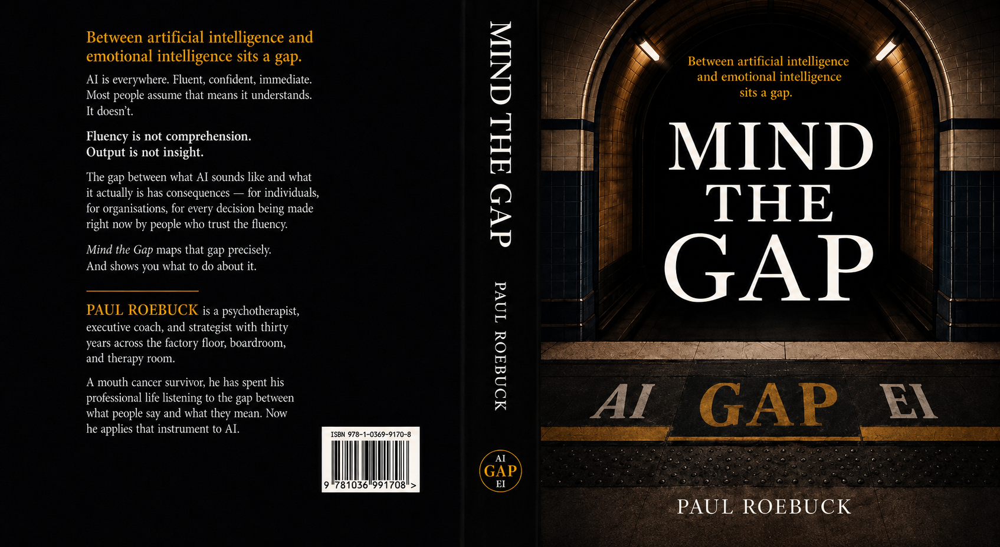 Between artificial intelligence and
emotional intelligence sits a gap.
AI is everywhere. Fluent, confident, immediate.
Most people assume that means it understands.
It doesn’t.
Fluency is not comprehension.
Output is not insight.
The gap between what AI sounds like and what
it actually is has consequences — for individuals,
for organisations, for every decision being made
right now by people who trust the fluency.
Mind the Gap maps that gap precisely.
And shows you what to do about it.
PAUL ROEBUCK is a psychotherapist,
executive coach, and strategist with thirty
years across the factory floor, boardroom,
and therapy room.
A mouth cancer survivor, he has spent his
professional life listening to the gap between
what people say and what they mean. Now
he applies that instrument to AI.
ISBN 978-1-0369-9170-8
9 781036 991708 >
MIND THE GAP
PAUL ROEBUCK
AI
GAP
EI
Between artificial intelligence
and emotional intelligence
sits a gap.
MIND
THE
GAP
AI GAP EI
PAUL ROEBUCK